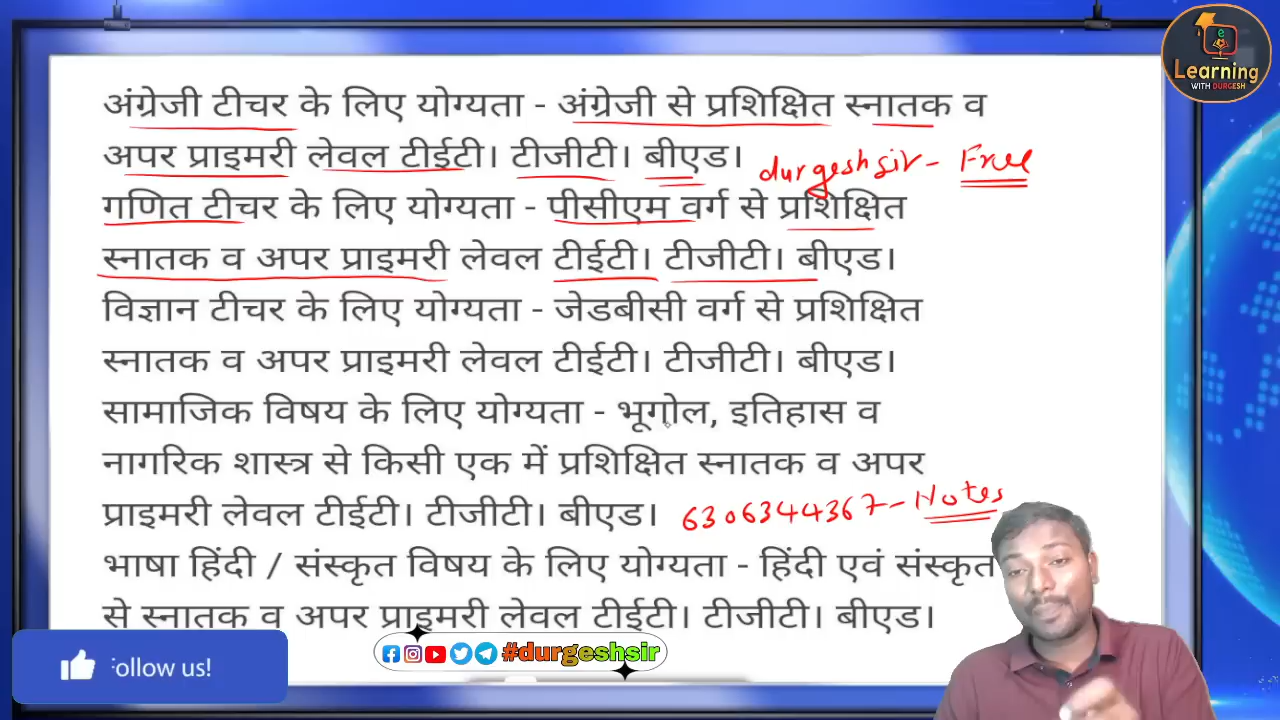 e
Learning
WITH DURGESH
अंग्रेजी टीचर के लिए योग्यता - अंग्रेजी से प्रशिक्षित स्नातक व
अपर प्राइमरी लेवल टीईटी। टीजीटी। बीएड।
durgeshsir - Free
गणित टीचर के लिए योग्यता - पीसीएम वर्ग से प्रशिक्षित
स्नातक व अपर प्राइमरी लेवल टीईटी। टीजीटी। बीएड।
विज्ञान टीचर के लिए योग्यता - जेडबीसी वर्ग से प्रशिक्षित
स्नातक व अपर प्राइमरी लेवल टीईटी। टीजीटी। बीएड।
सामाजिक विषय के लिए योग्यता - भूगोल, इतिहास व
नागरिक शास्त्र से किसी एक में प्रशिक्षित स्नातक व अपर
प्राइमरी लेवल टीईटी। टीजीटी। बीएड।
6306344367 - Notes
भाषा हिंदी / संस्कृत विषय के लिए योग्यता - हिंदी एवं संस्कृत
से स्नातक व अपर प्राइमरी लेवल टीईटी। टीजीटी। बीएड।
#durgeshsir
Follow us!